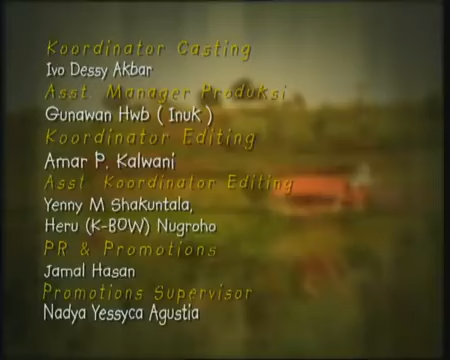 Koordinator Casting
Ivo Dessy Akbar
Asst. Manager Produksi
Gunawan Hwb ( Inuk )
Koordinator Editing
Amar P. Kalwani
Asst. Koordinator Editing
Yenny M Shakuntala,
Heru (K-BOW) Nugroho
PR & Promotions
Jamal Hasan
Promotions Supervisor
Nadya Yessyca Agustia